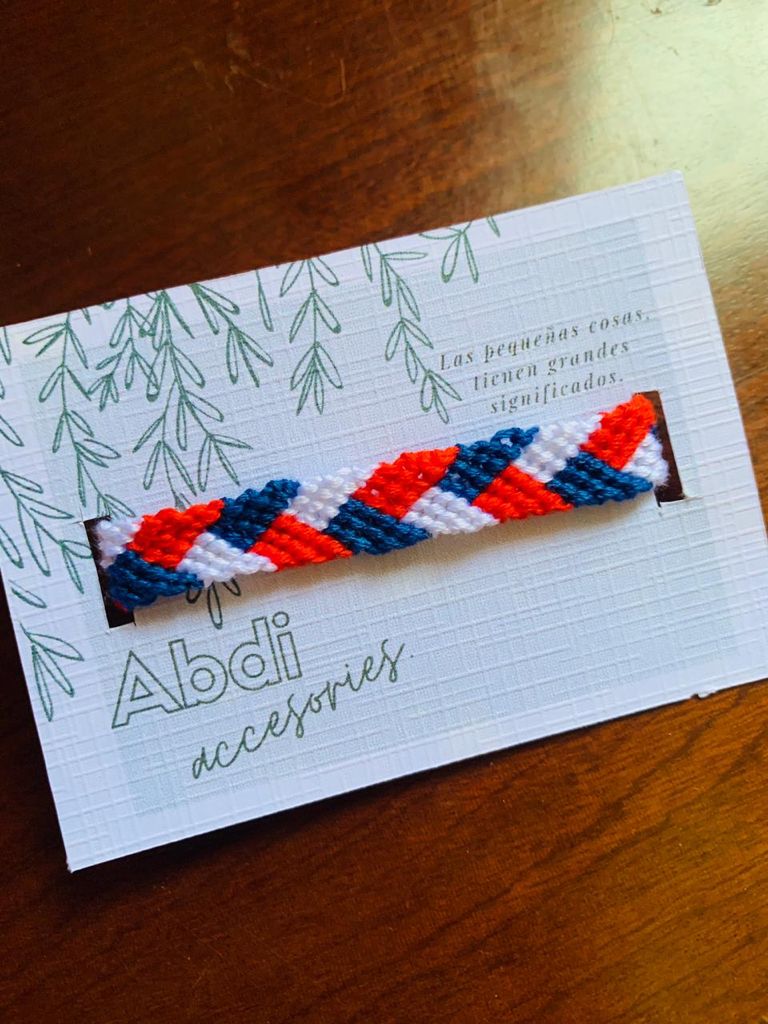 Las pequeñas cosas,
tienen grandes
significados.
Abdi
accesories.